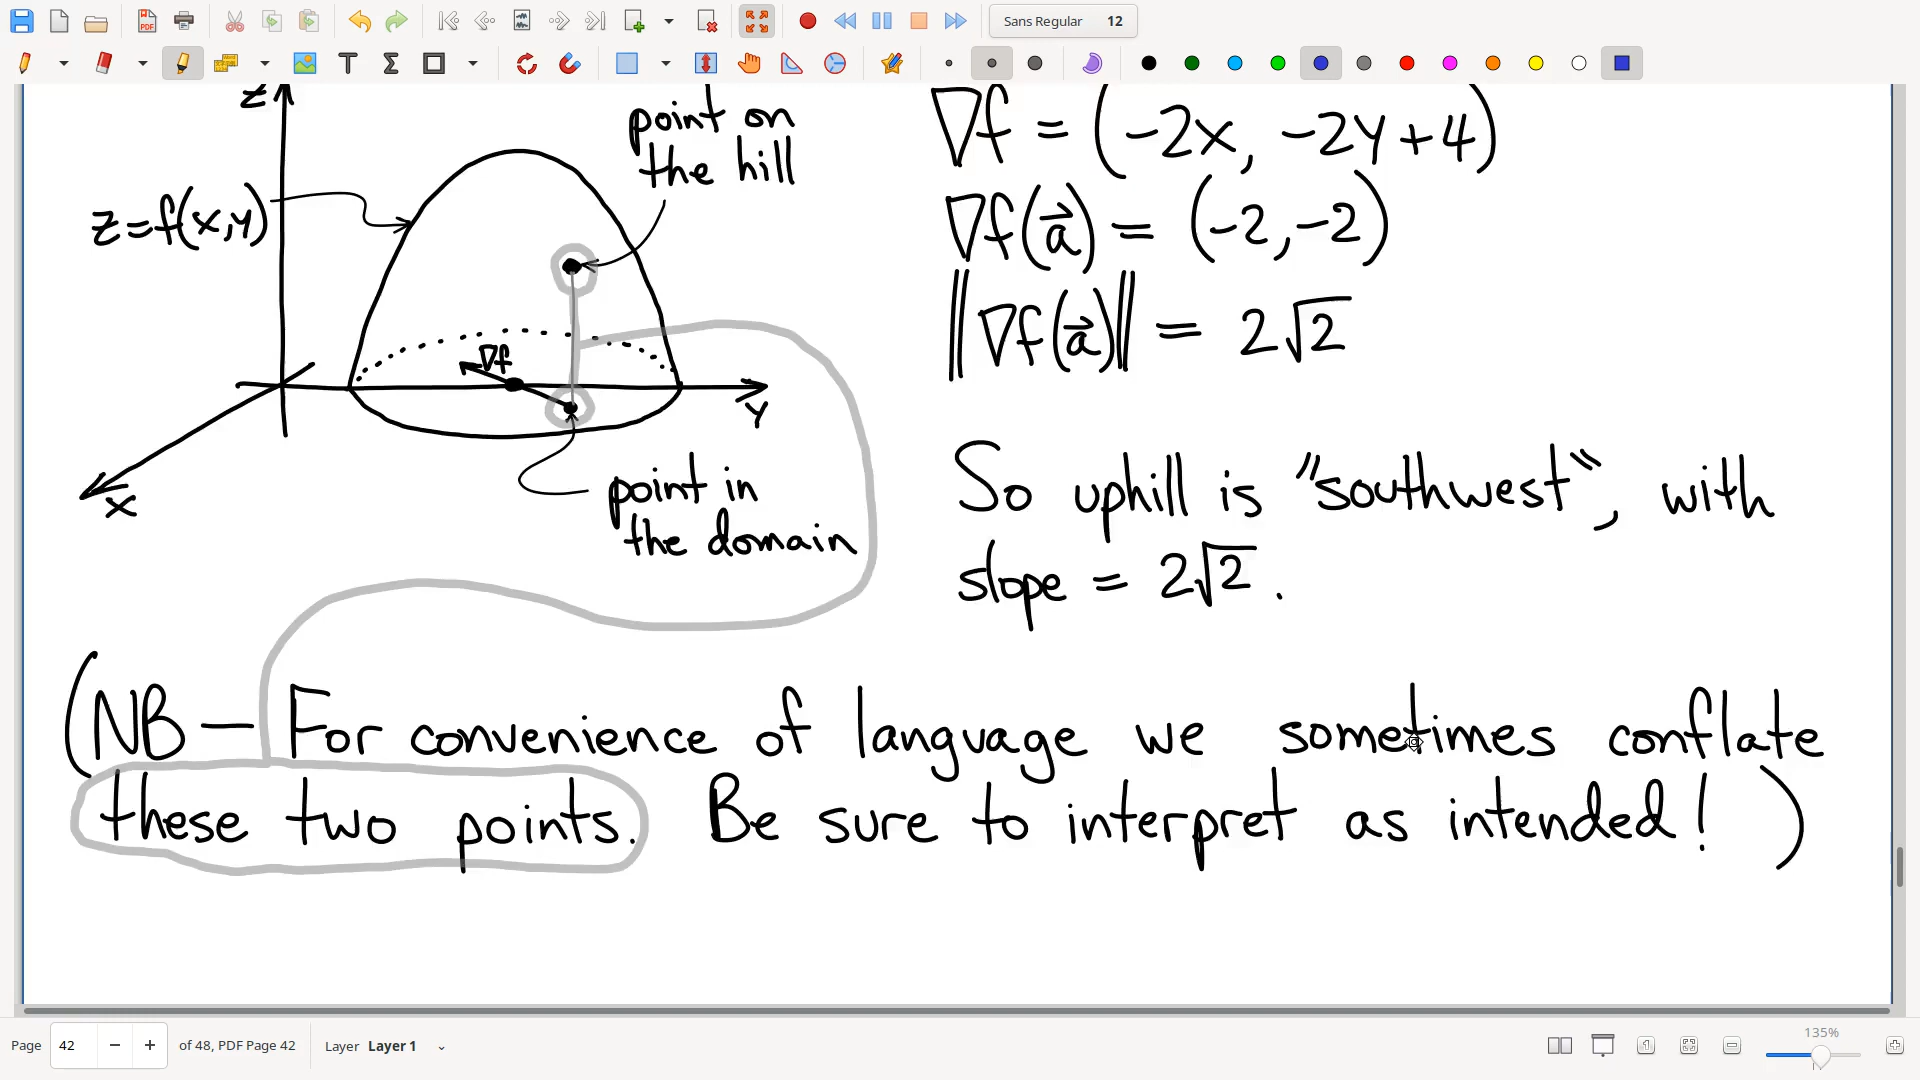 Sans Regular 12
z
z=f(x,y)
point on
the hill
∇f
y
x
point in
the domain
∇f = (-2x, -2y+4)
∇f(a⃗) = (-2,-2)
‖∇f(a⃗)‖ = 2√2
So uphill is "southwest", with
slope = 2√2 .
(NB — For convenience of language we sometimes conflate
these two points. Be sure to interpret as intended! )
Page 42 of 48, PDF Page 42 Layer Layer 1 135%